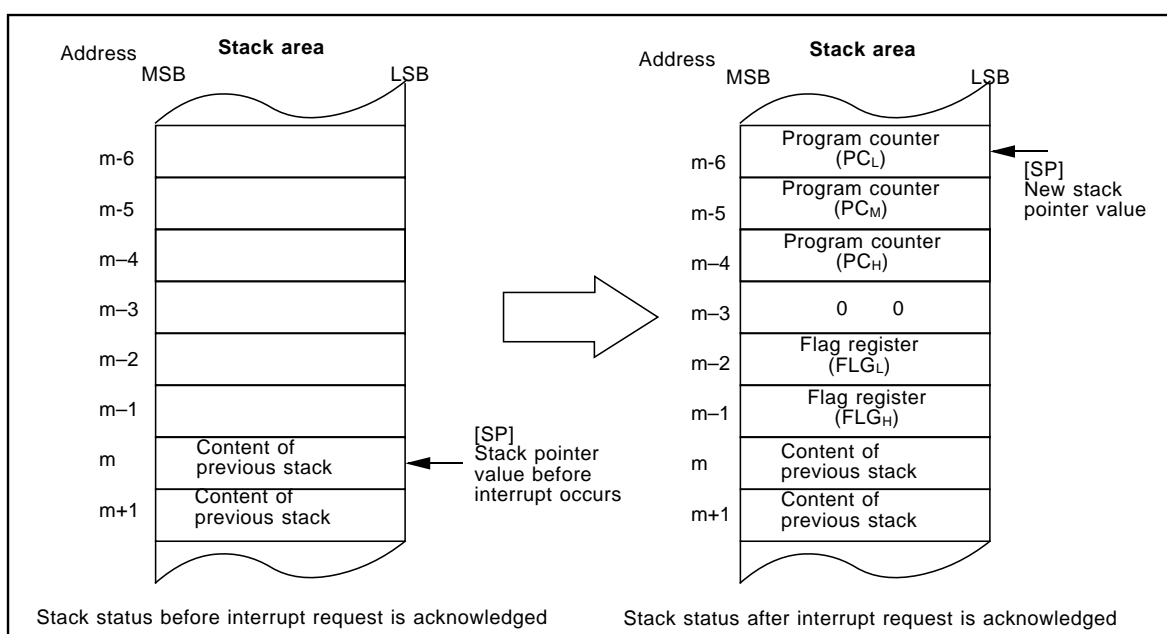 Stack area
Address
MSB
LSB
m-6
m-5
m–4
m–3
m–2
m–1
m
Content of
previous stack
m+1
Content of
previous stack
[SP]
Stack pointer
value before
interrupt occurs
Stack status before interrupt request is acknowledged
Stack area
Address
MSB
LSB
m-6
Program counter
(PCL)
[SP]
New stack
pointer value
m-5
Program counter
(PCM)
m–4
Program counter
(PCH)
m–3
0 0
m–2
Flag register
(FLGL)
m–1
Flag register
(FLGH)
m
Content of
previous stack
m+1
Content of
previous stack
Stack status after interrupt request is acknowledged